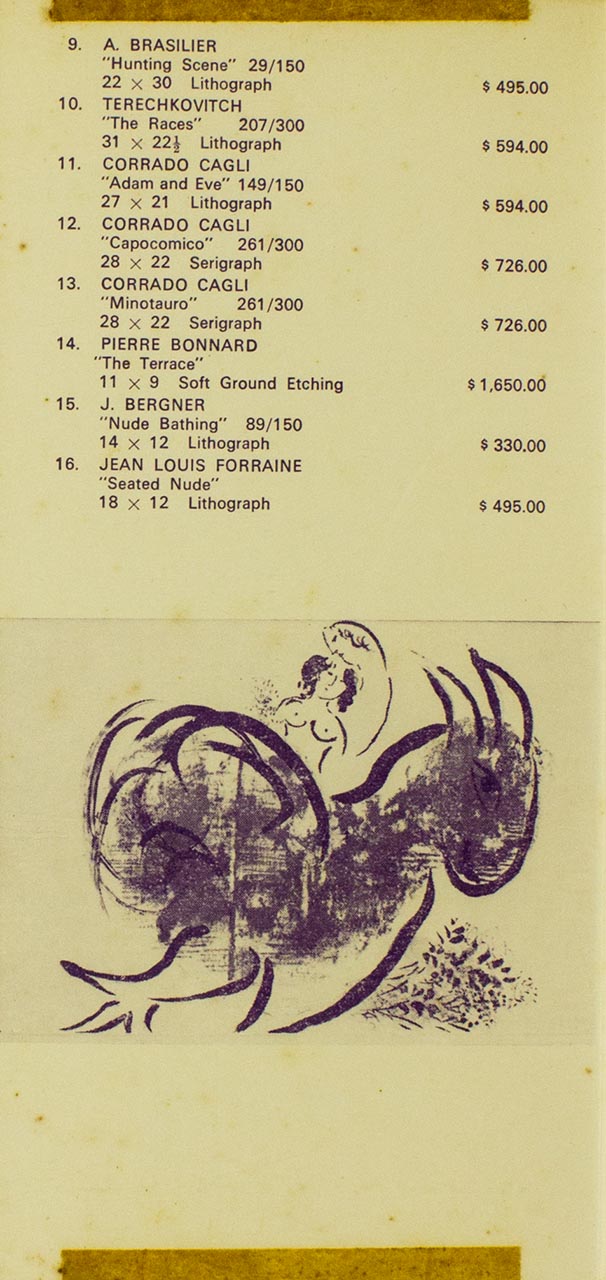 9. A. BRASILIER
"Hunting Scene" 29/150
22 × 30 Lithograph $ 495.00
10. TERECHKOVITCH
"The Races" 207/300
31 × 22½ Lithograph $ 594.00
11. CORRADO CAGLI
"Adam and Eve" 149/150
27 × 21 Lithograph $ 594.00
12. CORRADO CAGLI
"Capocomico" 261/300
28 × 22 Serigraph $ 726.00
13. CORRADO CAGLI
"Minotauro" 261/300
28 × 22 Serigraph $ 726.00
14. PIERRE BONNARD
"The Terrace"
11 × 9 Soft Ground Etching $ 1,650.00
15. J. BERGNER
"Nude Bathing" 89/150
14 × 12 Lithograph $ 330.00
16. JEAN LOUIS FORRAINE
"Seated Nude"
18 × 12 Lithograph $ 495.00